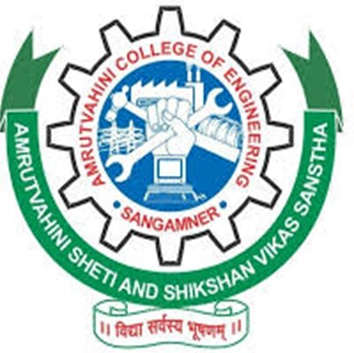 AMRUTVAHINI COLLEGE OF ENGINEERING
• SANGAMNER •
AMRUTVAHINI SHETI AND SHIKSHAN VIKAS SANSTHA
॥ विद्या सर्वस्य भूषणम् ॥